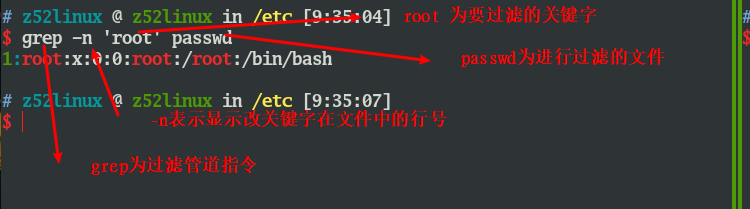 # z52linux @ z52linux in /etc [9:35:04] root 为要过滤的关键字
$ grep -n 'root' passwd
1:root:x:0:0:root:/root:/bin/bash passwd为进行过滤的文件
# z52linux @ z52linux in /etc [9:35:07]
$ -n表示显示改关键字在文件中的行号
grep为过滤管道指令